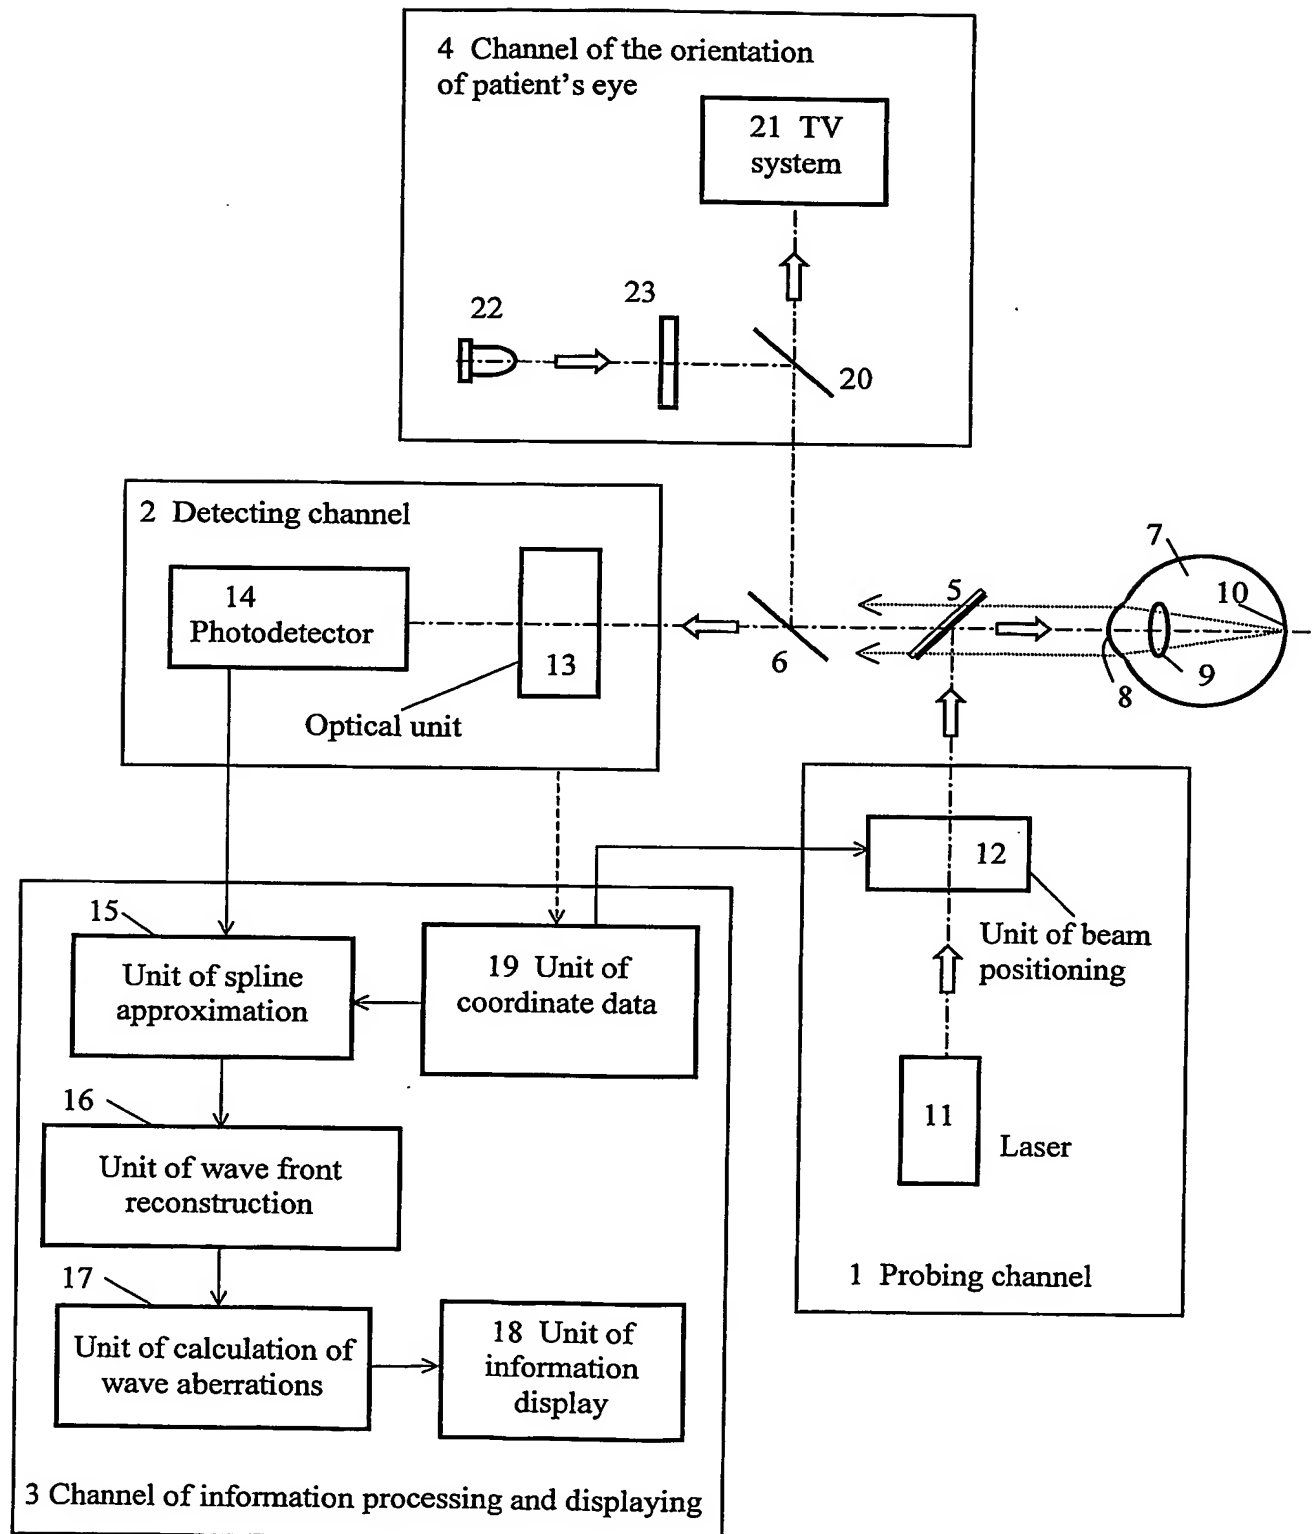 4 Channel of the orientation
of patient's eye
21 TV
system
22
23
20
2 Detecting channel
14
Photodetector
13
Optical unit
6
5
7
10
8
9
12
Unit of beam
positioning
11
Laser
1 Probing channel
15
Unit of spline
approximation
19 Unit of
coordinate data
16
Unit of wave front
reconstruction
17
Unit of calculation of
wave aberrations
18 Unit of
information
display
3 Channel of information processing and displaying